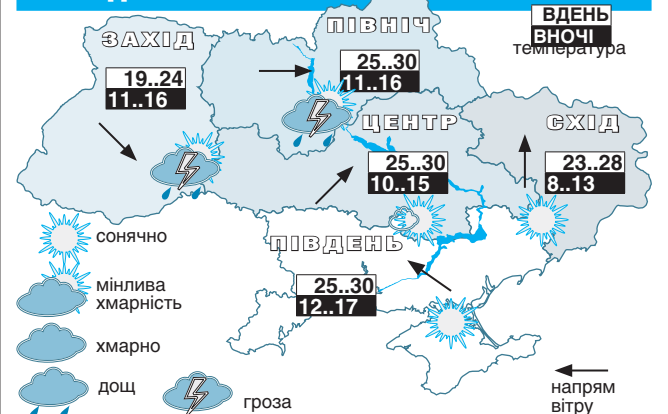 ПІВНІЧ
25..30
11..16
ВДЕНЬ
ВНОЧІ
температура
ЗАХІД
19..24
11..16
ЦЕНТР
25..30
10..15
СХІД
23..28
8..13
ПІВДЕНЬ
25..30
12..17
сонячно
мінлива
хмарність
хмарно
дощ
гроза
напрям
вітру